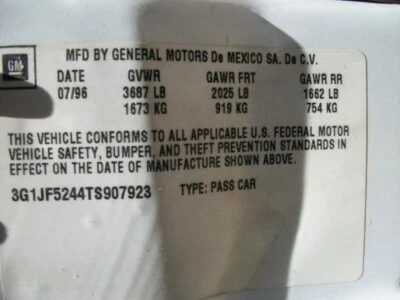 GM
MFD BY GENERAL MOTORS De MEXICO SA. De C.V.
DATE GVWR GAWR FRT GAWR RR
07/96 3687 LB 2025 LB 1662 LB
1673 KG 919 KG 754 KG
THIS VEHICLE CONFORMS TO ALL APPLICABLE U.S. FEDERAL MOTOR
VEHICLE SAFETY, BUMPER, AND THEFT PREVENTION STANDARDS IN
EFFECT ON THE DATE OF MANUFACTURE SHOWN ABOVE.
3G1JF5244TS907923 TYPE: PASS CAR